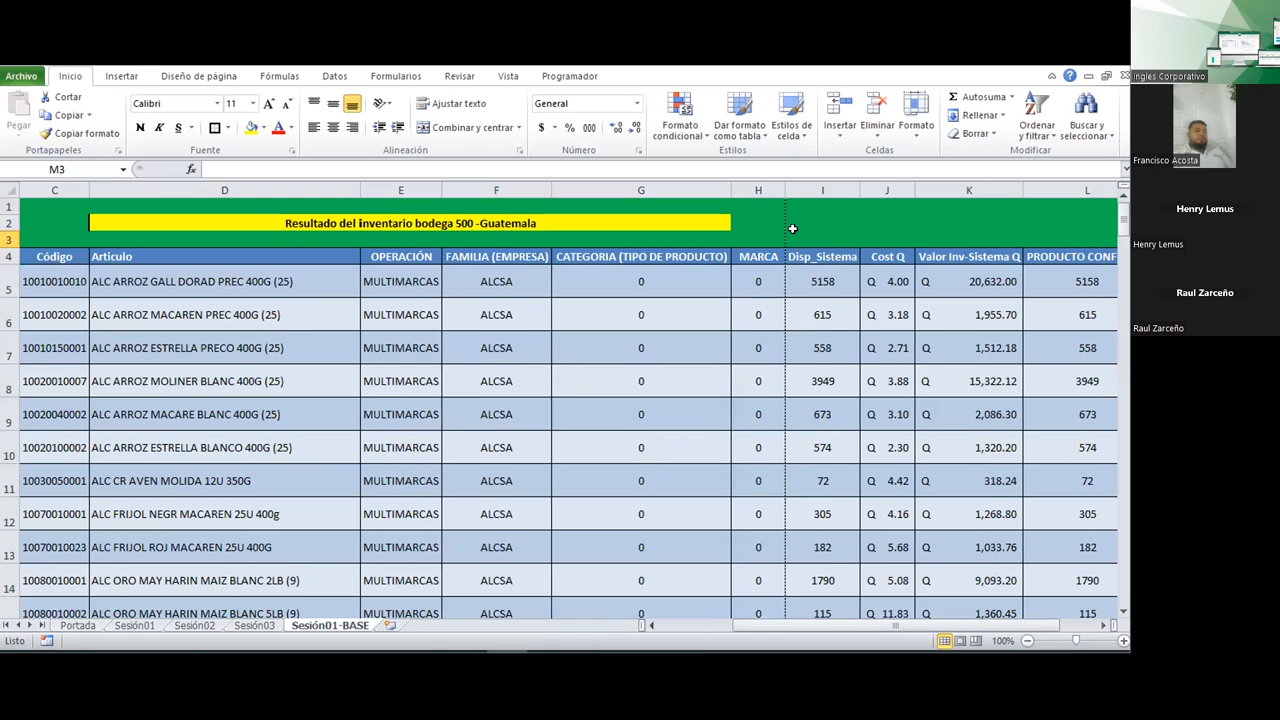 Archivo Inicio Insertar Diseño de página Fórmulas Datos Formularios Revisar Vista Programador
Pegar
Cortar
Copiar
Copiar formato
Portapapeles
Calibri 11
N K S
Fuente
Ajustar texto
Combinar y centrar
Alineación
General
$ % 000
Número
Formato condicional
Dar formato como tabla
Estilos de celda
Estilos
Insertar Eliminar Formato
Celdas
Autosuma
Rellenar
Borrar
Ordenar y filtrar
Buscar y seleccionar
Modificar
M3 fx
C D E F G H I J K L
1
2 Resultado del inventario bodega 500 -Guatemala
3
4 Código Articulo OPERACIÓN FAMILIA (EMPRESA) CATEGORIA (TIPO DE PRODUCTO) MARCA Disp_Sistema Cost Q Valor Inv-Sistema Q PRODUCTO CONF
5 10010010010 ALC ARROZ GALL DORAD PREC 400G (25) MULTIMARCAS ALCSA 0 0 5158 Q 4.00 Q 20,632.00 5158
6 10010020002 ALC ARROZ MACAREN PREC 400G (25) MULTIMARCAS ALCSA 0 0 615 Q 3.18 Q 1,955.70 615
7 10010150001 ALC ARROZ ESTRELLA PRECO 400G (25) MULTIMARCAS ALCSA 0 0 558 Q 2.71 Q 1,512.18 558
8 10020010007 ALC ARROZ MOLINER BLANC 400G (25) MULTIMARCAS ALCSA 0 0 3949 Q 3.88 Q 15,322.12 3949
9 10020040002 ALC ARROZ MACARE BLANC 400G (25) MULTIMARCAS ALCSA 0 0 673 Q 3.10 Q 2,086.30 673
10 10020100002 ALC ARROZ ESTRELLA BLANCO 400G (25) MULTIMARCAS ALCSA 0 0 574 Q 2.30 Q 1,320.20 574
11 10030050001 ALC CR AVEN MOLIDA 12U 350G MULTIMARCAS ALCSA 0 0 72 Q 4.42 Q 318.24 72
12 10070010001 ALC FRIJOL NEGR MACAREN 25U 400g MULTIMARCAS ALCSA 0 0 305 Q 4.16 Q 1,268.80 305
13 10070010023 ALC FRIJOL ROJ MACAREN 25U 400G MULTIMARCAS ALCSA 0 0 182 Q 5.68 Q 1,033.76 182
14 10080010001 ALC ORO MAY HARIN MAIZ BLANC 2LB (9) MULTIMARCAS ALCSA 0 0 1790 Q 5.08 Q 9,093.20 1790
10080010002 ALC ORO MAY HARIN MAIZ BLANC 5LB (9) MULTIMARCAS ALCSA 0 0 115 Q 11.83 Q 1,360.45 115
Portada Sesión01 Sesión02 Sesión03 Sesión01-BASE
Listo 100%
Ingles Corporativo
Francisco Acosta
Henry Lemus
Henry Lemus
Raul Zarceño
Raul Zarceño